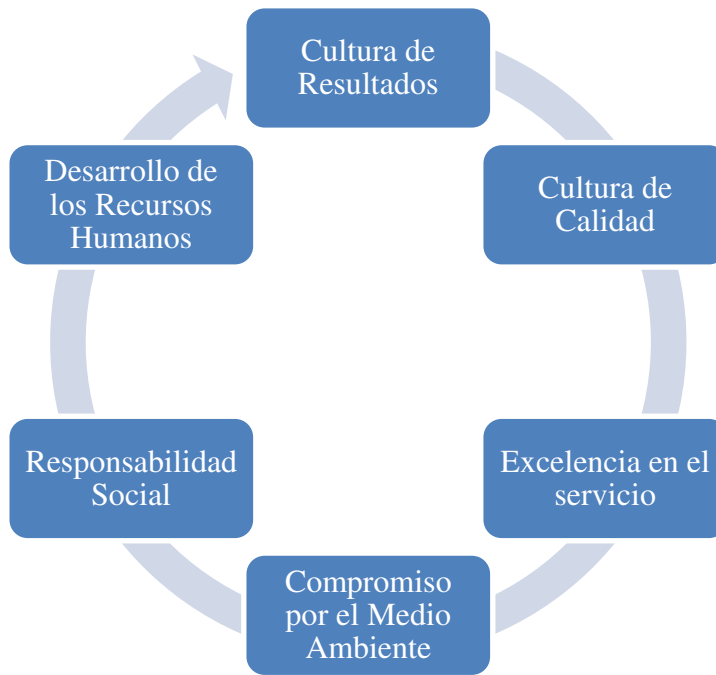 Cultura de
Resultados
Cultura de
Calidad
Excelencia en el
servicio
Compromiso
por el Medio
Ambiente
Responsabilidad
Social
Desarrollo de
los Recursos
Humanos